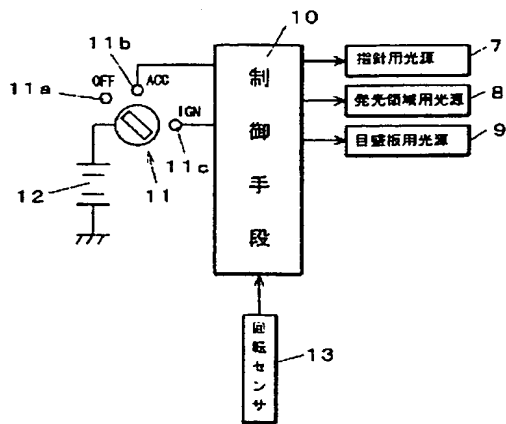 10
11b
OFF
ACC
11a
IGN
11c
11
12
制御手段
指針用光源
7
発光領域用光源
8
目盛板用光源
9
回転センサ
13